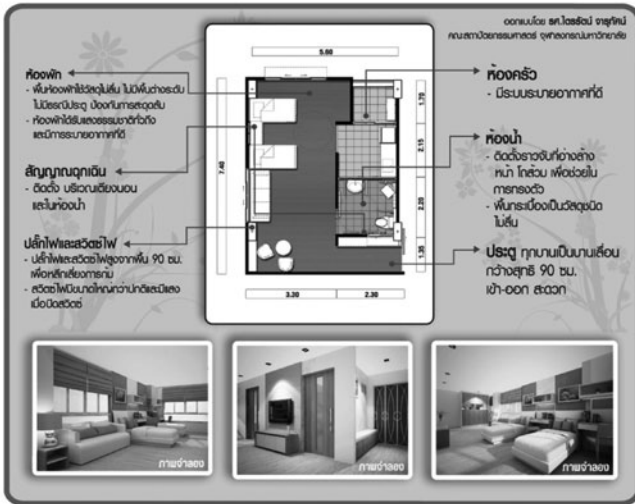 ออกแบบโดย รศ.ไตรรัตน์ จารุทัศน์
คณะสถาปัตยกรรมศาสตร์ จุฬาลงกรณ์มหาวิทยาลัย
ห้องพัก
- พื้นห้องพักใช้วัสดุไม่ลื่น ไม่มีพื้นต่างระดับ
ไม่มีธรณีประตู ป้องกันการสะดุดล้ม
- ห้องพักได้รับแสงธรรมชาติทั่วถึง
และมีการระบายอากาศที่ดี
สัญญาณฉุกเฉิน
- ติดตั้ง บริเวณเตียงนอน
และในห้องน้ำ
ปลั๊กไฟและสวิตซ์ไฟ
- ปลั๊กไฟและสวิตซ์ไฟสูงจากพื้น 90 ซม.
เพื่อหลีกเลี่ยงการก้ม
- สวิตซ์ไฟมีขนาดใหญ่กว่าปกติและมีแสง
เมื่อปิดสวิตซ์
5.60
7.40
1.70
2.15
2.20
1.35
3.30
2.30
ห้องครัว
- มีระบบระบายอากาศที่ดี
ห้องน้ำ
- ติดตั้งราวจับที่อ่างล้าง
หน้า โถส้วม เพื่อช่วยใน
การทรงตัว
- พื้นกระเบื้องเป็นวัสดุชนิด
ไม่ลื่น
ประตู ทุกบานเป็นบานเลื่อน
กว้างสุทธิ 90 ซม.
เข้า-ออก สะดวก
ภาพจำลอง
ภาพจำลอง
ภาพจำลอง